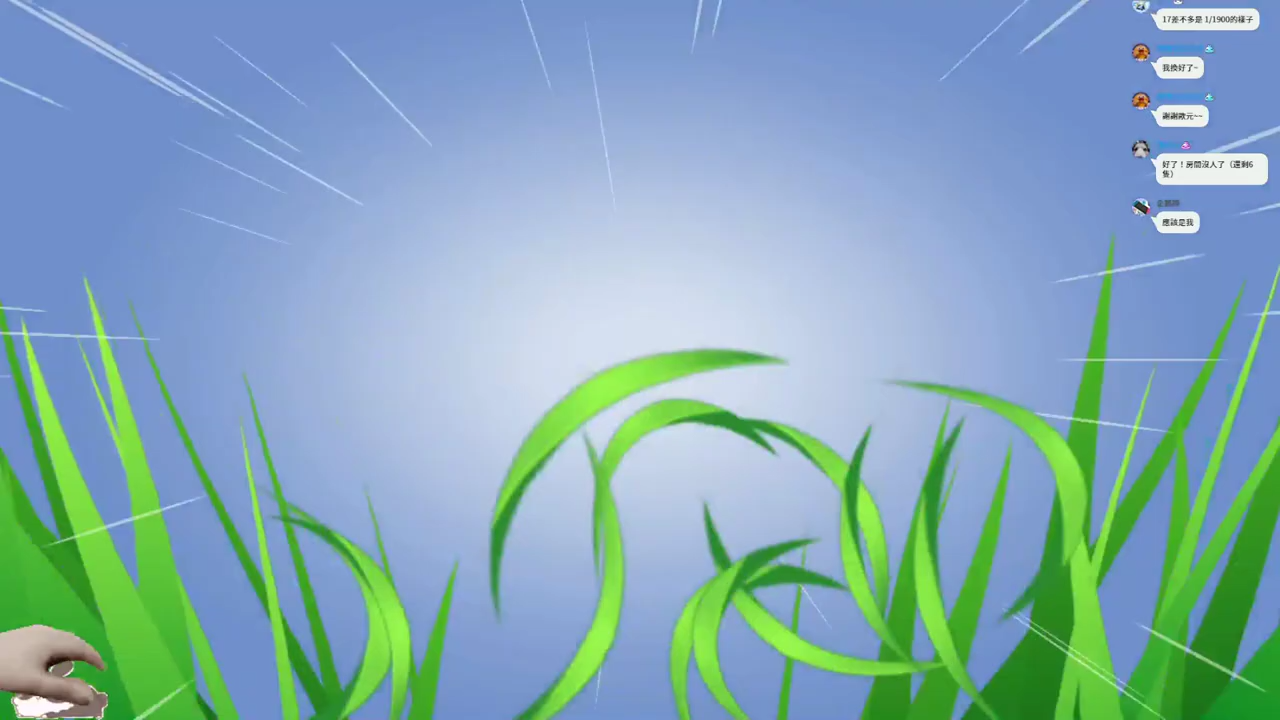 17差不多是 1/1900的樣子
我換好了~
謝謝歐元~~
好了！房間沒人了（還剩6
隻）
應該是我